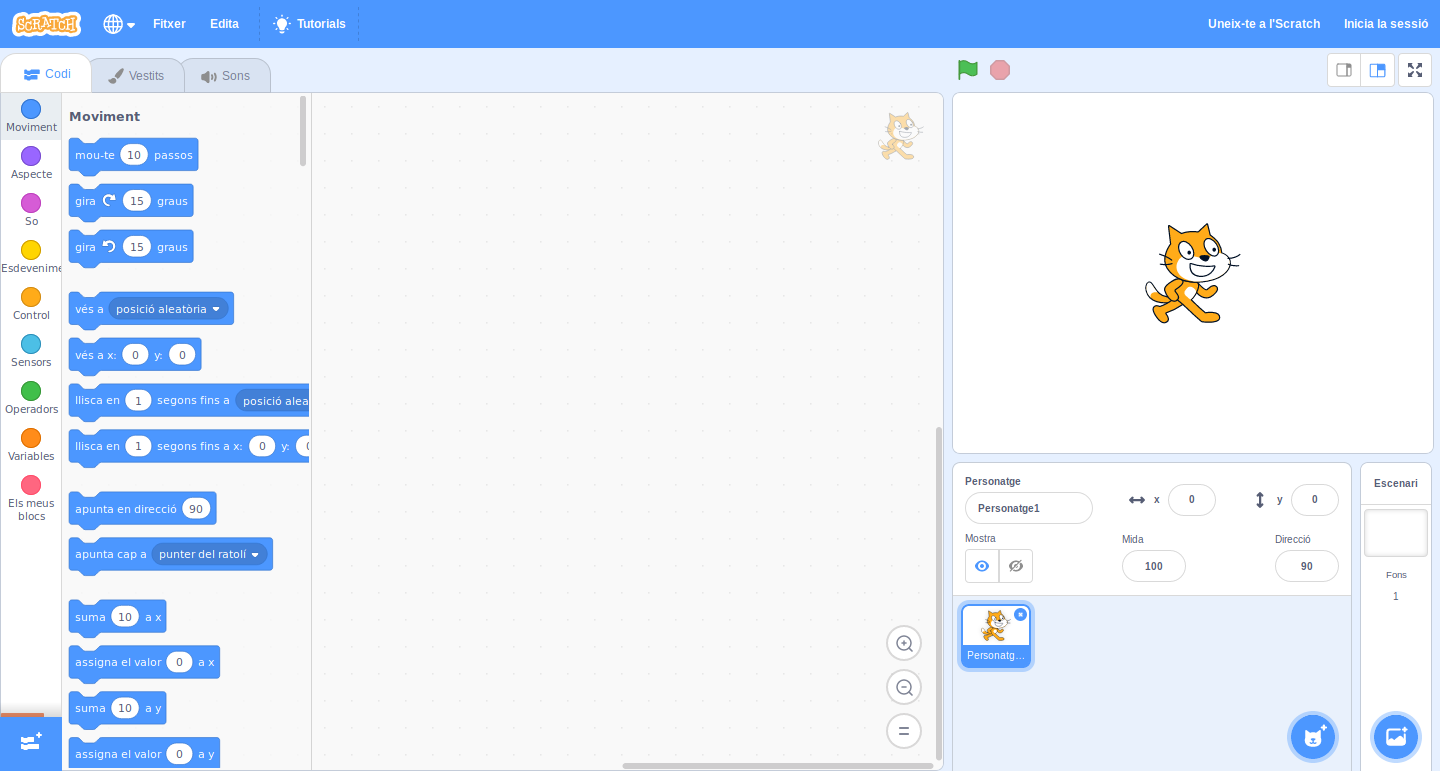 SCRATCH
Fitxer
Edita
Tutorials
Uneix-te a l'Scratch
Inicia la sessió
Codi
Vestits
Sons
Moviment
Aspecte
So
Esdevenime
Control
Sensors
Operadors
Variables
Els meus
blocs
Moviment
mou-te 10 passos
gira 15 graus
gira 15 graus
vés a posició aleatòria
vés a x: 0 y: 0
llisca en 1 segons fins a posició alea
llisca en 1 segons fins a x: 0 y: 0
apunta en direcció 90
apunta cap a punter del ratolí
suma 10 a x
assigna el valor 0 a x
suma 10 a y
assigna el valor 0 a y
Personatge
Personatge1
x 0
y 0
Mostra
Mida
100
Direcció
90
Personatg...
Escenari
Fons
1